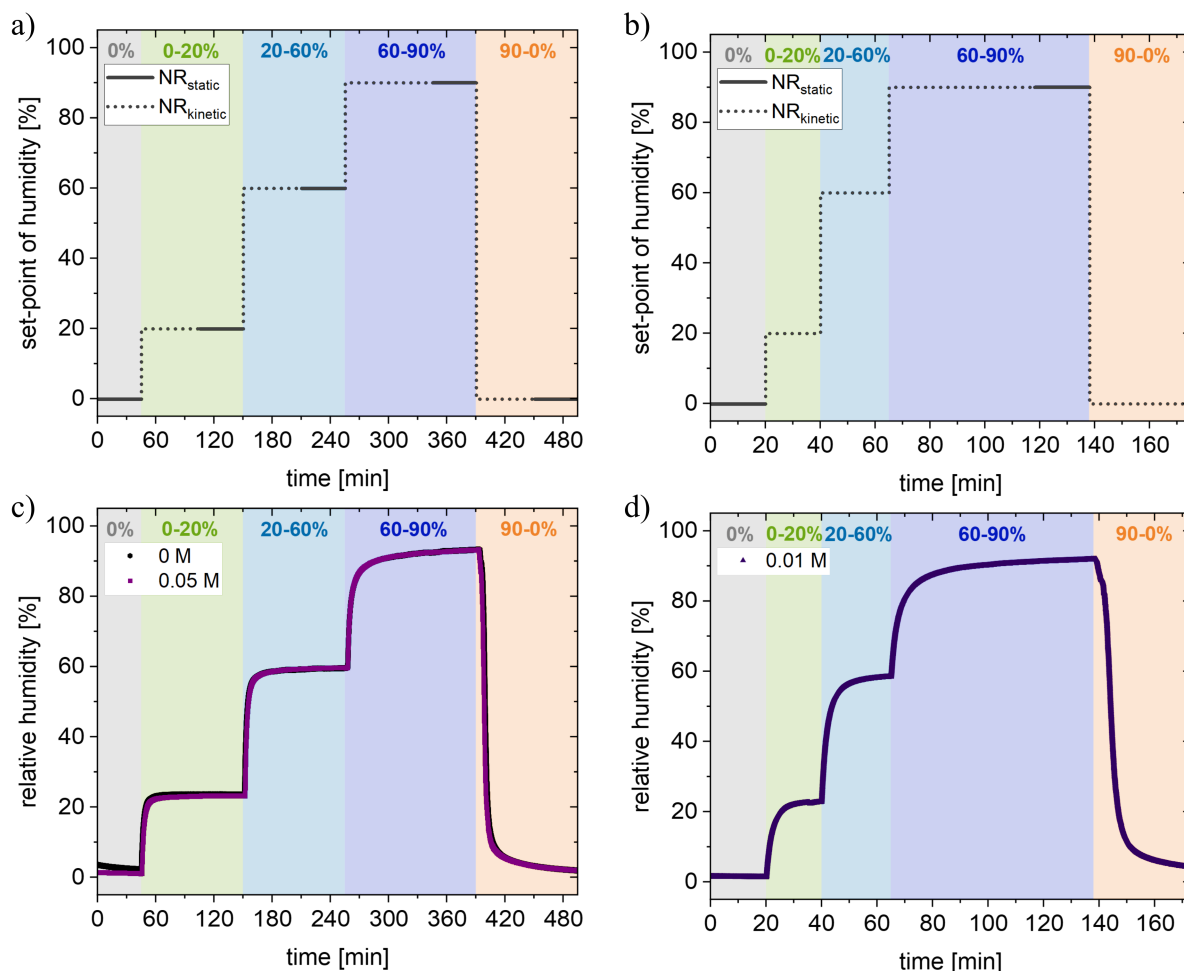 a)
0% 0-20% 20-60% 60-90% 90-0%
NRstatic
NRkinetic
set-point of humidity [%]
100
80
60
40
20
0
0 60 120 180 240 300 360 420 480
time [min]
b)
0% 0-20% 20-60% 60-90% 90-0%
NRstatic
NRkinetic
set-point of humidity [%]
100
80
60
40
20
0
0 20 40 60 80 100 120 140 160
time [min]
c)
0% 0-20% 20-60% 60-90% 90-0%
0 M
0.05 M
relative humidity [%]
100
80
60
40
20
0
0 60 120 180 240 300 360 420 480
time [min]
d)
0% 0-20% 20-60% 60-90% 90-0%
0.01 M
relative humidity [%]
100
80
60
40
20
0
0 20 40 60 80 100 120 140 160
time [min]